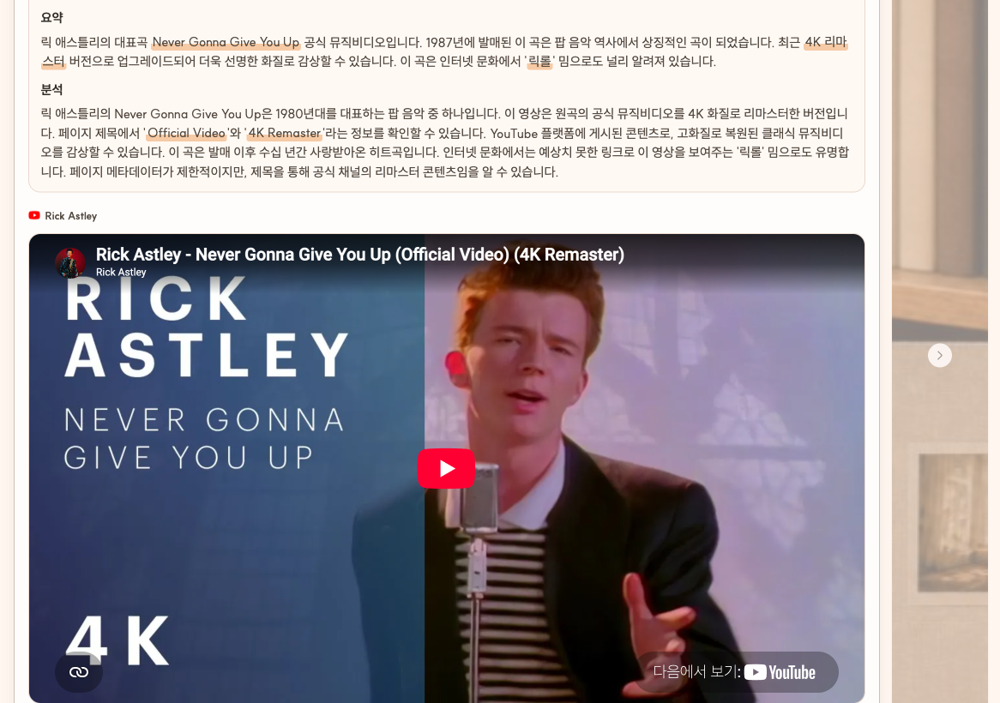 요약
릭 애스틀리의 대표곡 Never Gonna Give You Up 공식 뮤직비디오입니다. 1987년에 발매된 이 곡은 팝 음악 역사에서 상징적인 곡이 되었습니다. 최근 4K 리마
스터 버전으로 업그레이드되어 더욱 선명한 화질로 감상할 수 있습니다. 이 곡은 인터넷 문화에서 '릭롤' 밈으로도 널리 알려져 있습니다.
분석
릭 애스틀리의 Never Gonna Give You Up은 1980년대를 대표하는 팝 음악 중 하나입니다. 이 영상은 원곡의 공식 뮤직비디오를 4K 화질로 리마스터한 버전입니
다. 페이지 제목에서 'Official Video'와 '4K Remaster'라는 정보를 확인할 수 있습니다. YouTube 플랫폼에 게시된 콘텐츠로, 고화질로 복원된 클래식 뮤직비디
오를 감상할 수 있습니다. 이 곡은 발매 이후 수십 년간 사랑받아온 히트곡입니다. 인터넷 문화에서는 예상치 못한 링크로 이 영상을 보여주는 '릭롤' 밈으로도 유명합
니다. 페이지 메타데이터가 제한적이지만, 제목을 통해 공식 채널의 리마스터 콘텐츠임을 알 수 있습니다.
Rick Astley
Rick Astley - Never Gonna Give You Up (Official Video) (4K Remaster)
Rick Astley
RICK
ASTLEY
NEVER GONNA
GIVE YOU UP
4K
다음에서 보기: YouTube